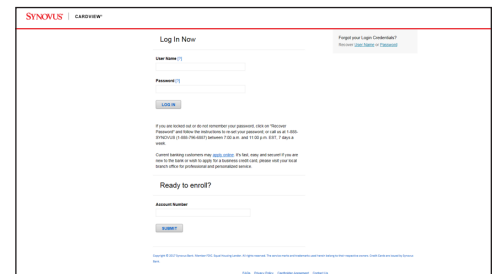 SYNOVUS® | CARDVIEW®
Log In Now
Forgot your Login Credentials?
Recover User Name or Password
User Name [?]
Password [?]
LOG IN
If you are locked out or do not remember your password, click on "Recover
Password" and follow the instructions to re-set your password; or call us at 1-888-
SYNOVUS (1-888-796-6887) between 7:00 a.m. and 11:00 p.m. EST, 7 days a
week.
Current banking customers may apply online. It's fast, easy and secure! If you are
new to the bank or wish to apply for a business credit card, please visit your local
branch office for professional and personalized service.
Ready to enroll?
Account Number
SUBMIT